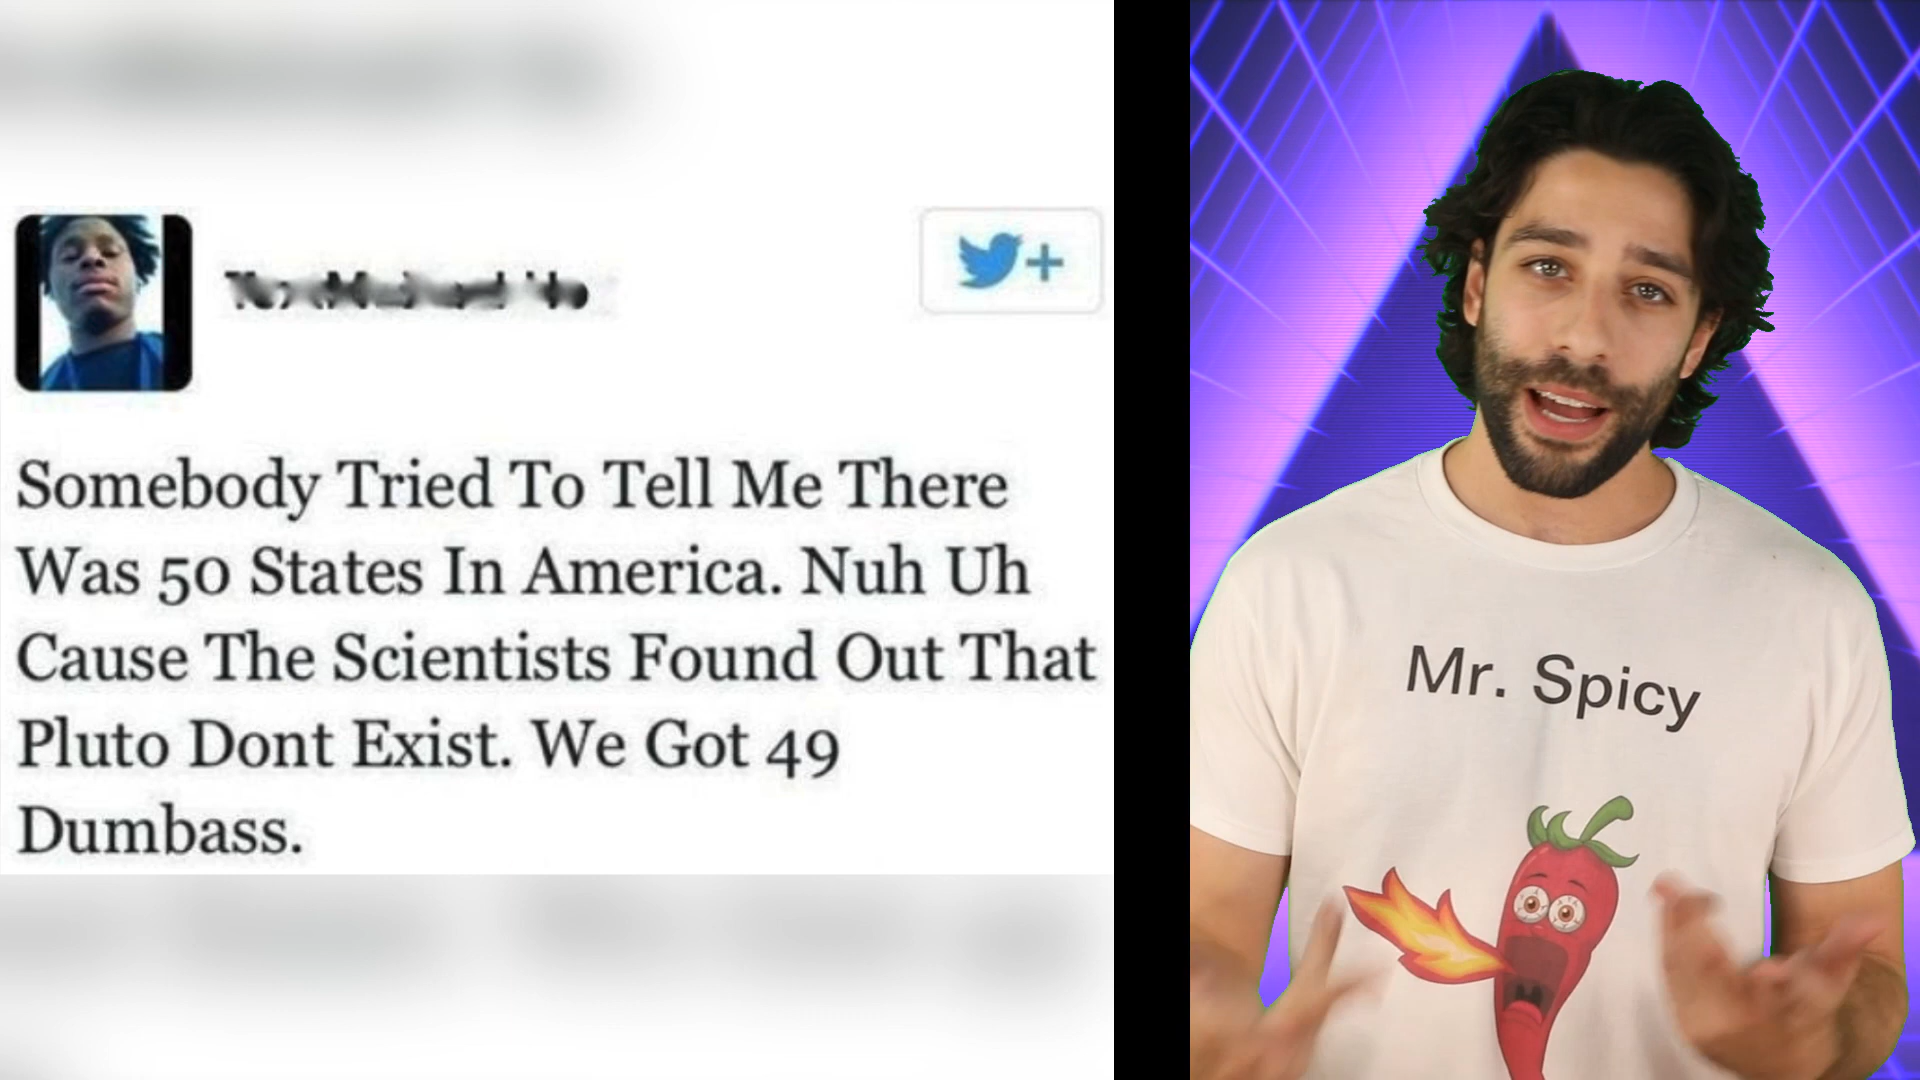 Somebody Tried To Tell Me There
Was 50 States In America. Nuh Uh
Cause The Scientists Found Out That
Pluto Dont Exist. We Got 49
Dumbass.
Mr. Spicy